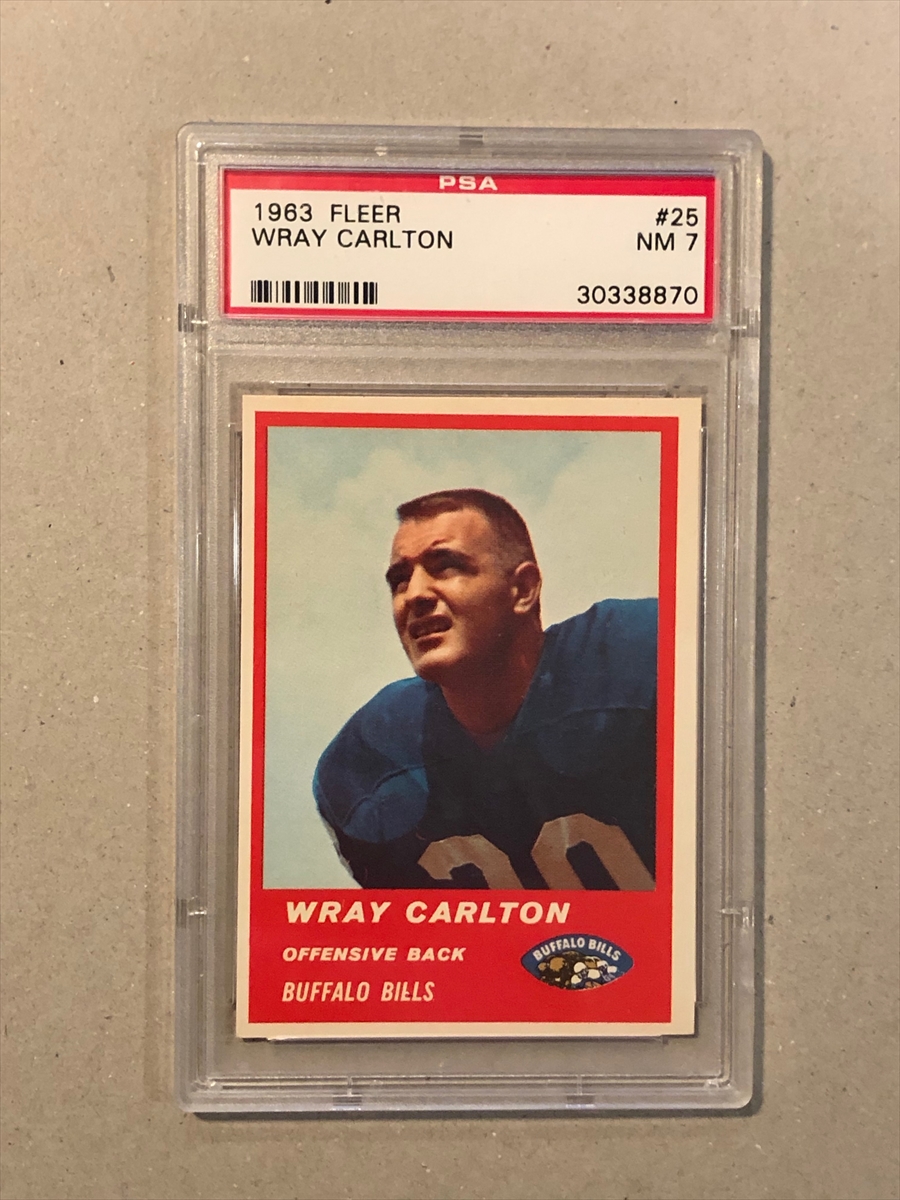 PSA
1963 FLEER #25
WRAY CARLTON NM 7
30338870
WRAY CARLTON
OFFENSIVE BACK
BUFFALO BILLS
BUFFALO BILLS